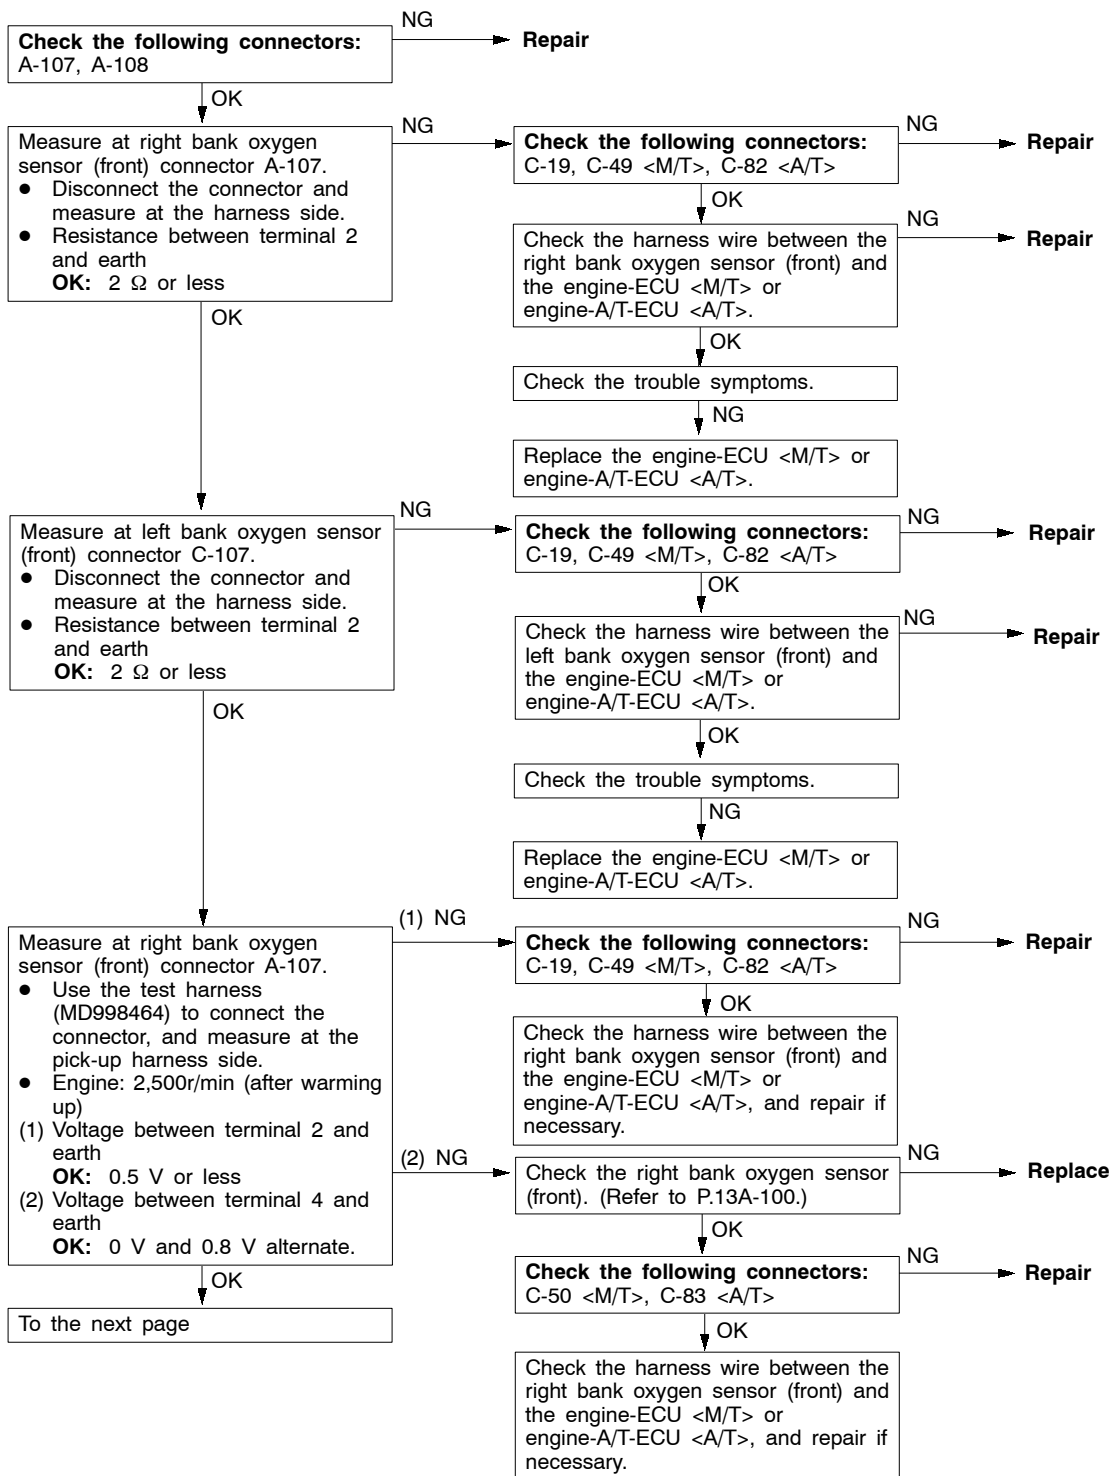 NG
Check the following connectors:
A-107, A-108
Repair
OK
Measure at right bank oxygen
sensor (front) connector A-107.
● Disconnect the connector and
measure at the harness side.
● Resistance between terminal 2
and earth
OK: 2 Ω or less
NG
Check the following connectors:
C-19, C-49 <M/T>, C-82 <A/T>
NG
Repair
OK
Check the harness wire between the
right bank oxygen sensor (front) and
the engine-ECU <M/T> or
engine-A/T-ECU <A/T>.
NG
Repair
OK
OK
Check the trouble symptoms.
NG
Replace the engine-ECU <M/T> or
engine-A/T-ECU <A/T>.
Measure at left bank oxygen sensor
(front) connector C-107.
● Disconnect the connector and
measure at the harness side.
● Resistance between terminal 2
and earth
OK: 2 Ω or less
NG
Check the following connectors:
C-19, C-49 <M/T>, C-82 <A/T>
NG
Repair
OK
Check the harness wire between the
left bank oxygen sensor (front) and
the engine-ECU <M/T> or
engine-A/T-ECU <A/T>.
NG
Repair
OK
OK
Check the trouble symptoms.
NG
Replace the engine-ECU <M/T> or
engine-A/T-ECU <A/T>.
Measure at right bank oxygen
sensor (front) connector A-107.
● Use the test harness
(MD998464) to connect the
connector, and measure at the
pick-up harness side.
● Engine: 2,500r/min (after warming
up)
(1) Voltage between terminal 2 and
earth
OK: 0.5 V or less
(2) Voltage between terminal 4 and
earth
OK: 0 V and 0.8 V alternate.
(1) NG
Check the following connectors:
C-19, C-49 <M/T>, C-82 <A/T>
NG
Repair
OK
Check the harness wire between the
right bank oxygen sensor (front) and
the engine-ECU <M/T> or
engine-A/T-ECU <A/T>, and repair if
necessary.
(2) NG
Check the right bank oxygen sensor
(front). (Refer to P.13A-100.)
NG
Replace
OK
Check the following connectors:
C-50 <M/T>, C-83 <A/T>
NG
Repair
OK
To the next page
OK
Check the harness wire between the
right bank oxygen sensor (front) and
the engine-ECU <M/T> or
engine-A/T-ECU <A/T>, and repair if
necessary.